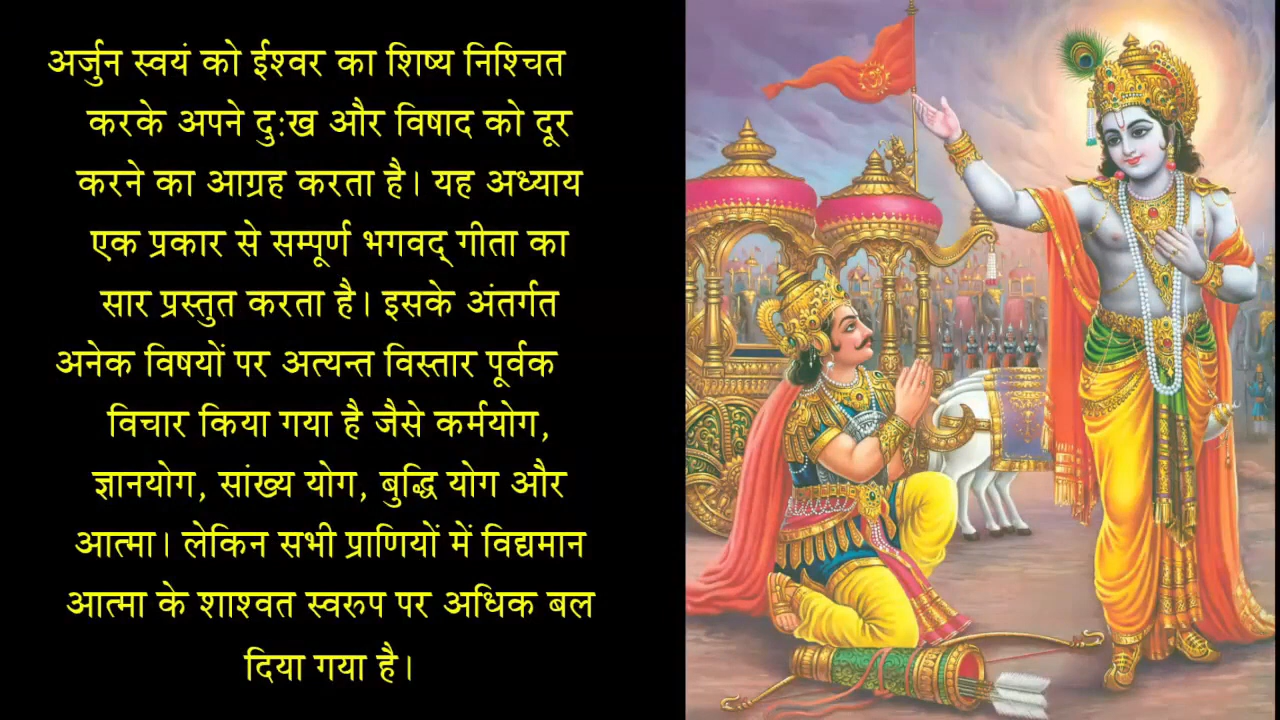 अर्जुन स्वयं को ईश्वर का शिष्य निश्चित
करके अपने दुःख और विषाद को दूर
करने का आग्रह करता है। यह अध्याय
एक प्रकार से सम्पूर्ण भगवद् गीता का
सार प्रस्तुत करता है। इसके अंतर्गत
अनेक विषयों पर अत्यन्त विस्तार पूर्वक
विचार किया गया है जैसे कर्मयोग,
ज्ञानयोग, सांख्य योग, बुद्धि योग और
आत्मा। लेकिन सभी प्राणियों में विद्यमान
आत्मा के शाश्वत स्वरुप पर अधिक बल
दिया गया है।
ॐ